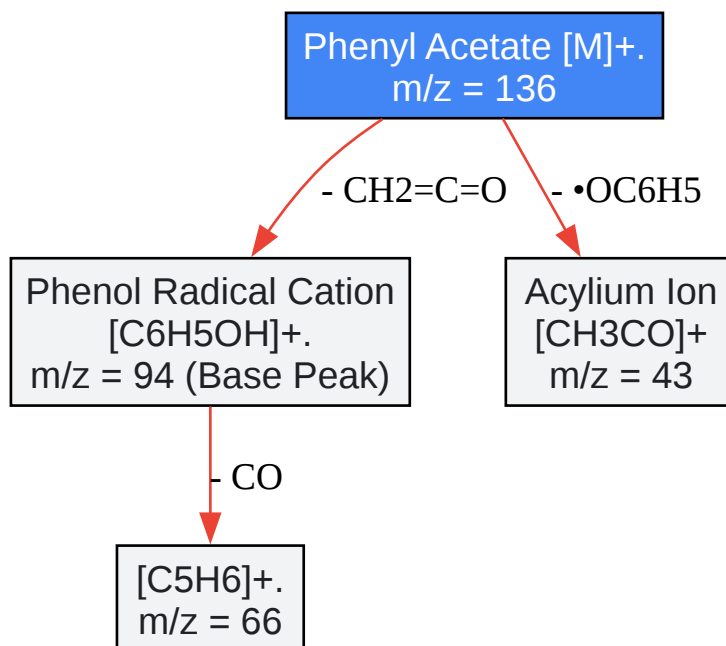 Phenyl Acetate [M]+.
m/z = 136
- CH2=C=O
- •OC6H5
Phenol Radical Cation
[C6H5OH]+.
m/z = 94 (Base Peak)
Acylium Ion
[CH3CO]+
m/z = 43
- CO
[C5H6]+.
m/z = 66